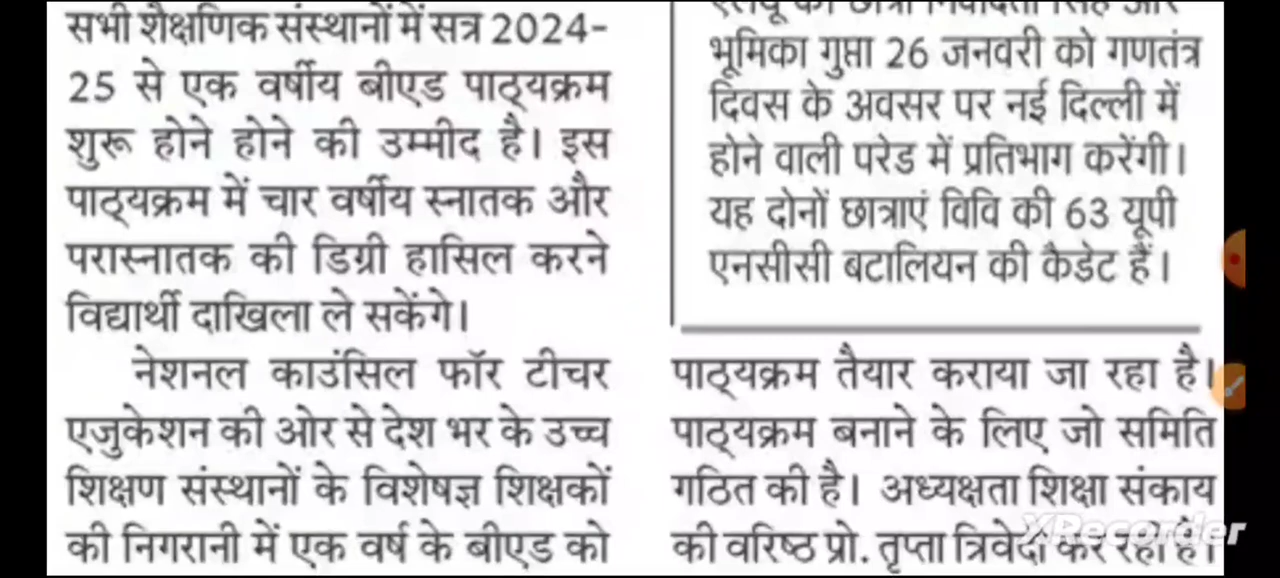 सभी शैक्षणिक संस्थानों में सत्र 2024-
25 से एक वर्षीय बीएड पाठ्यक्रम
शुरू होने होने की उम्मीद है। इस
पाठ्यक्रम में चार वर्षीय स्नातक और
परास्नातक की डिग्री हासिल करने
विद्यार्थी दाखिला ले सकेंगे।
नेशनल काउंसिल फॉर टीचर
एजुकेशन की ओर से देश भर के उच्च
शिक्षण संस्थानों के विशेषज्ञ शिक्षकों
की निगरानी में एक वर्ष के बीएड को
भूमिका गुप्ता 26 जनवरी को गणतंत्र
दिवस के अवसर पर नई दिल्ली में
होने वाली परेड में प्रतिभाग करेंगी।
यह दोनों छात्राएं विवि की 63 यूपी
एनसीसी बटालियन की कैडेट हैं।
पाठ्यक्रम तैयार कराया जा रहा है।
पाठ्यक्रम बनाने के लिए जो समिति
गठित की है। अध्यक्षता शिक्षा संकाय
की वरिष्ठ प्रो. तृप्ता त्रिवेदी कर रही है।
XRecorder